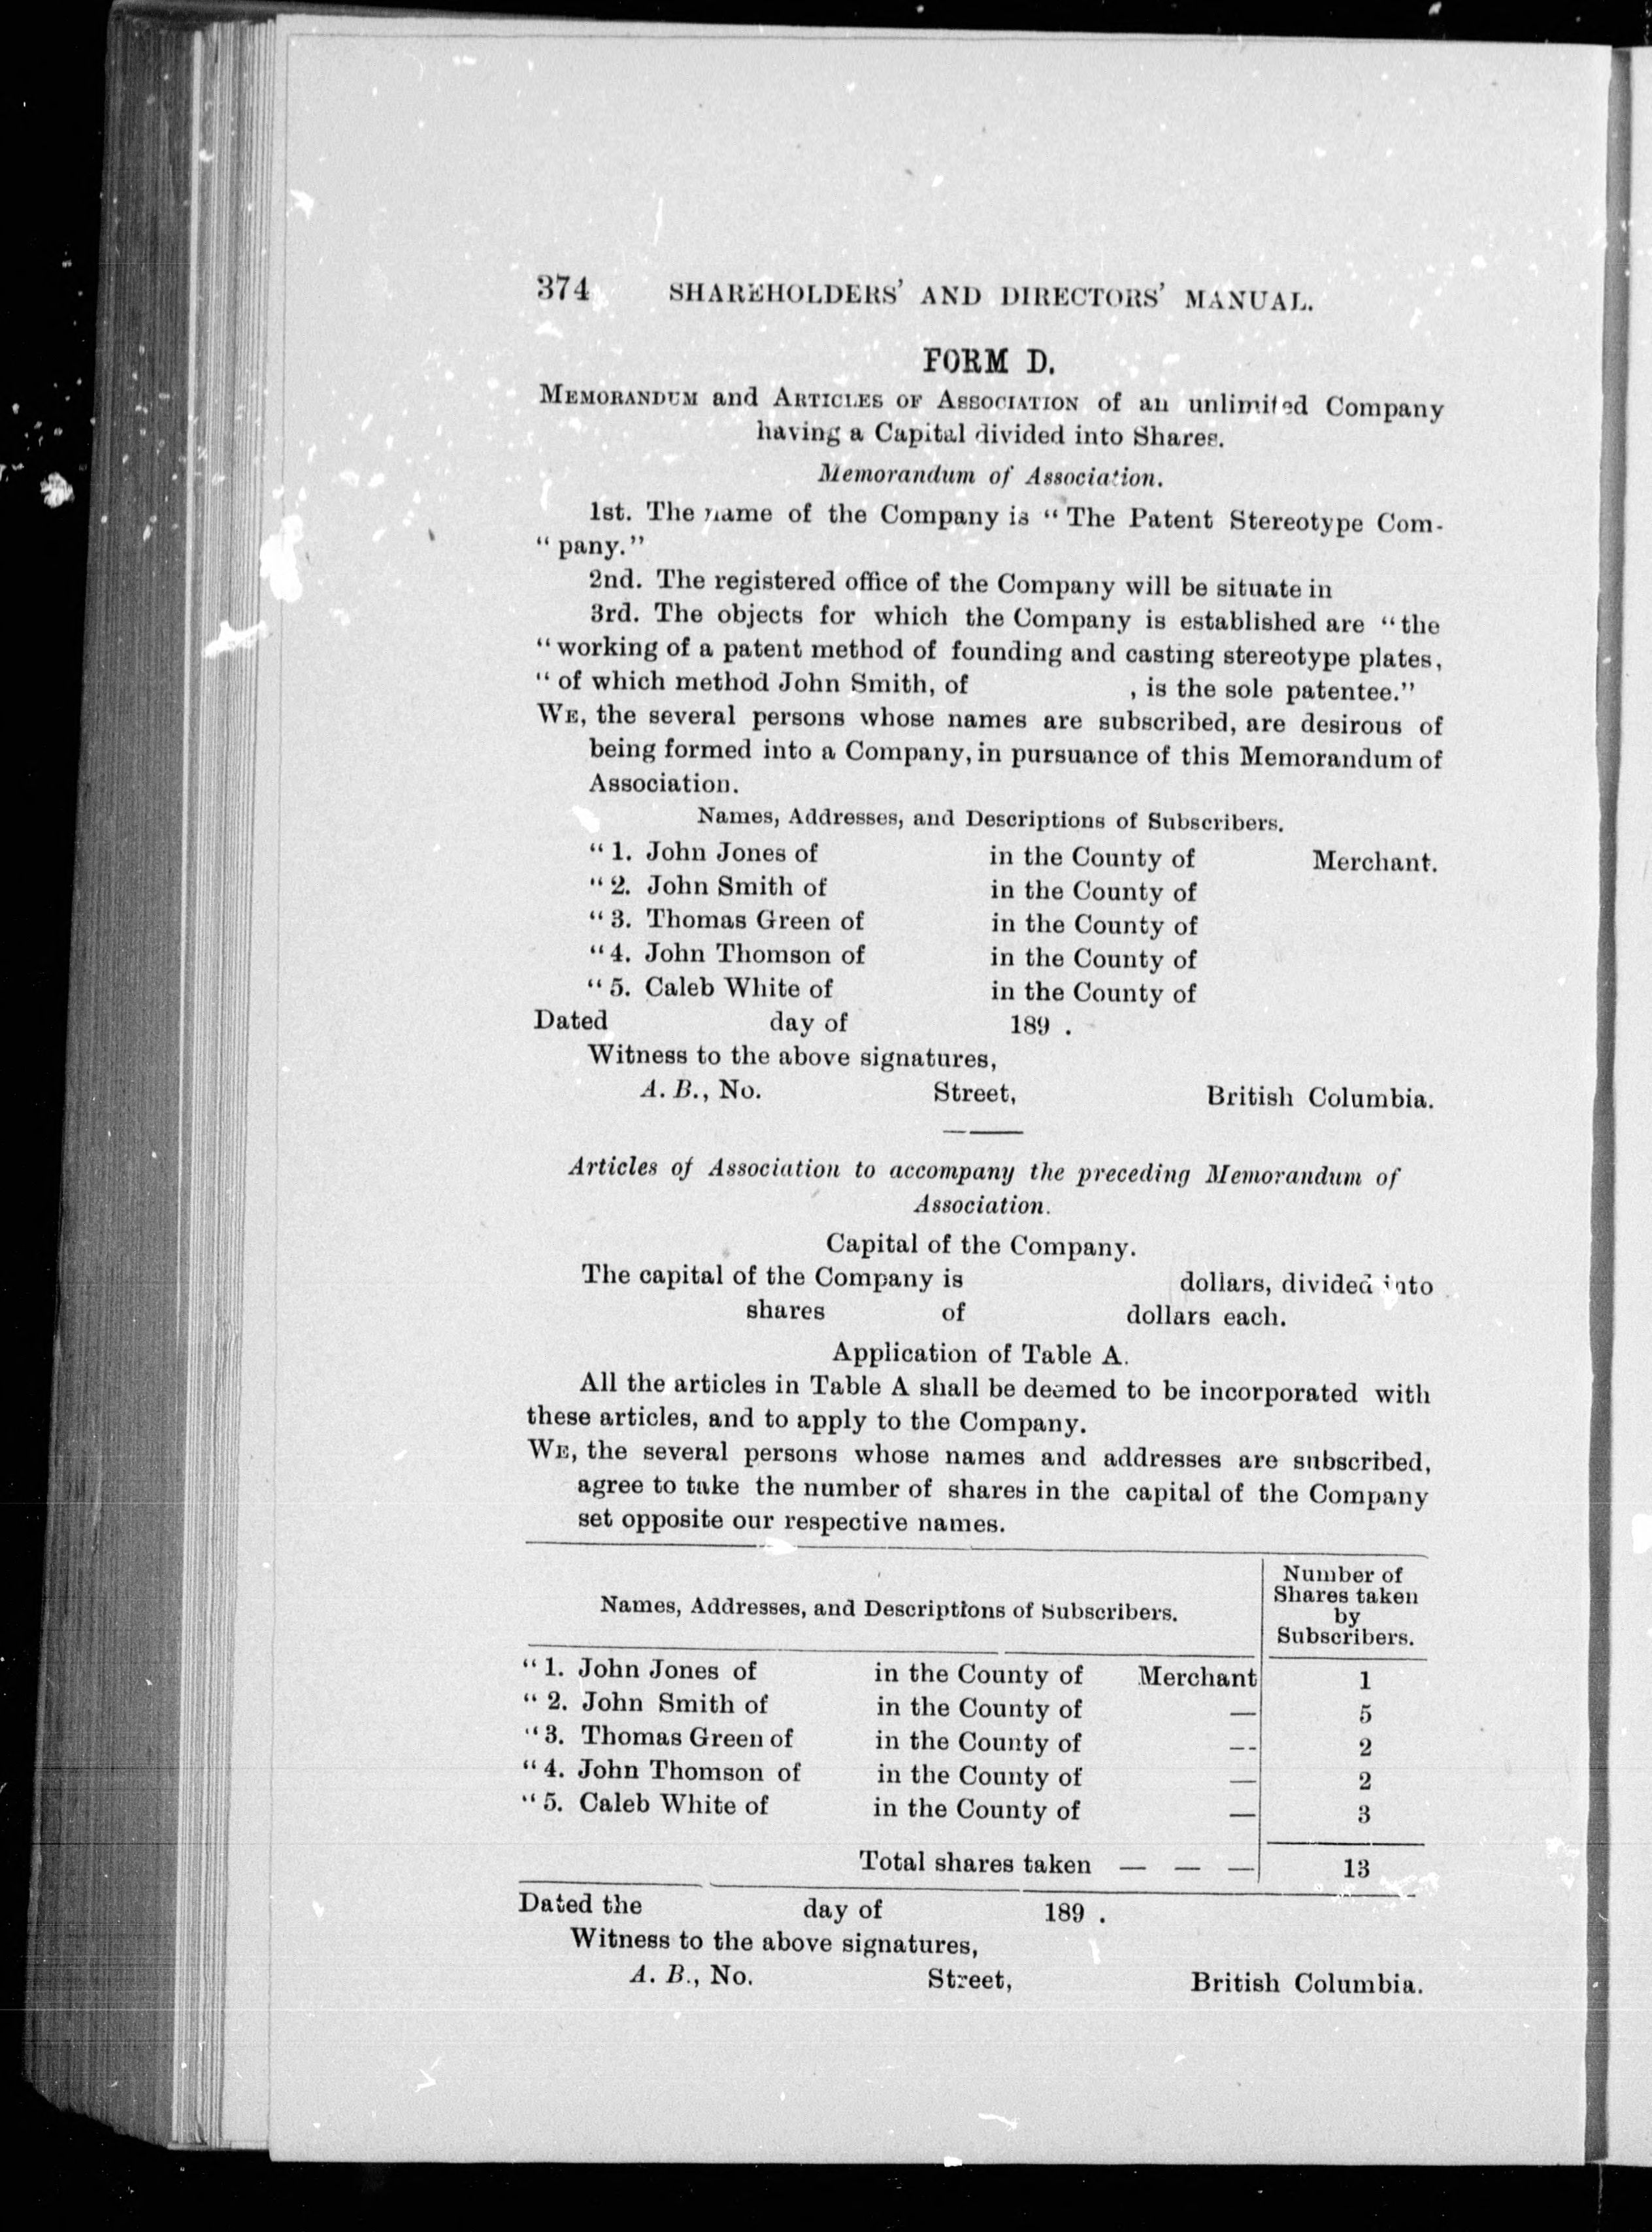 374 SHAREHOLDERS' AND DIRECTORS' MANUAL.
FORM D.
MEMORANDUM and ARTICLES OF ASSOCIATION of an unlimited Company
having a Capital divided into Shares.
Memorandum of Association.
1st. The name of the Company is “The Patent Stereotype Com-
“pany.”
2nd. The registered office of the Company will be situate in
3rd. The objects for which the Company is established are “the
“working of a patent method of founding and casting stereotype plates,
“of which method John Smith, of , is the sole patentee.”
WE, the several persons whose names are subscribed, are desirous of
being formed into a Company, in pursuance of this Memorandum of
Association.
Names, Addresses, and Descriptions of Subscribers.
“1. John Jones of in the County of Merchant.
“2. John Smith of in the County of
“3. Thomas Green of in the County of
“4. John Thomson of in the County of
“5. Caleb White of in the County of
Dated day of 189 .
Witness to the above signatures,
A. B., No. Street, British Columbia.
Articles of Association to accompany the preceding Memorandum of
Association.
Capital of the Company.
The capital of the Company is dollars, divided into
shares of dollars each.
Application of Table A.
All the articles in Table A shall be deemed to be incorporated with
these articles, and to apply to the Company.
WE, the several persons whose names and addresses are subscribed,
agree to take the number of shares in the capital of the Company
set opposite our respective names.
Names, Addresses, and Descriptions of Subscribers.
Number of
Shares taken
by
Subscribers.
“1. John Jones of in the County of Merchant 1
“2. John Smith of in the County of — 5
“3. Thomas Green of in the County of — 2
“4. John Thomson of in the County of — 2
“5. Caleb White of in the County of — 3
Total shares taken — — — 13
Dated the day of 189 .
Witness to the above signatures,
A. B., No. Street, British Columbia.